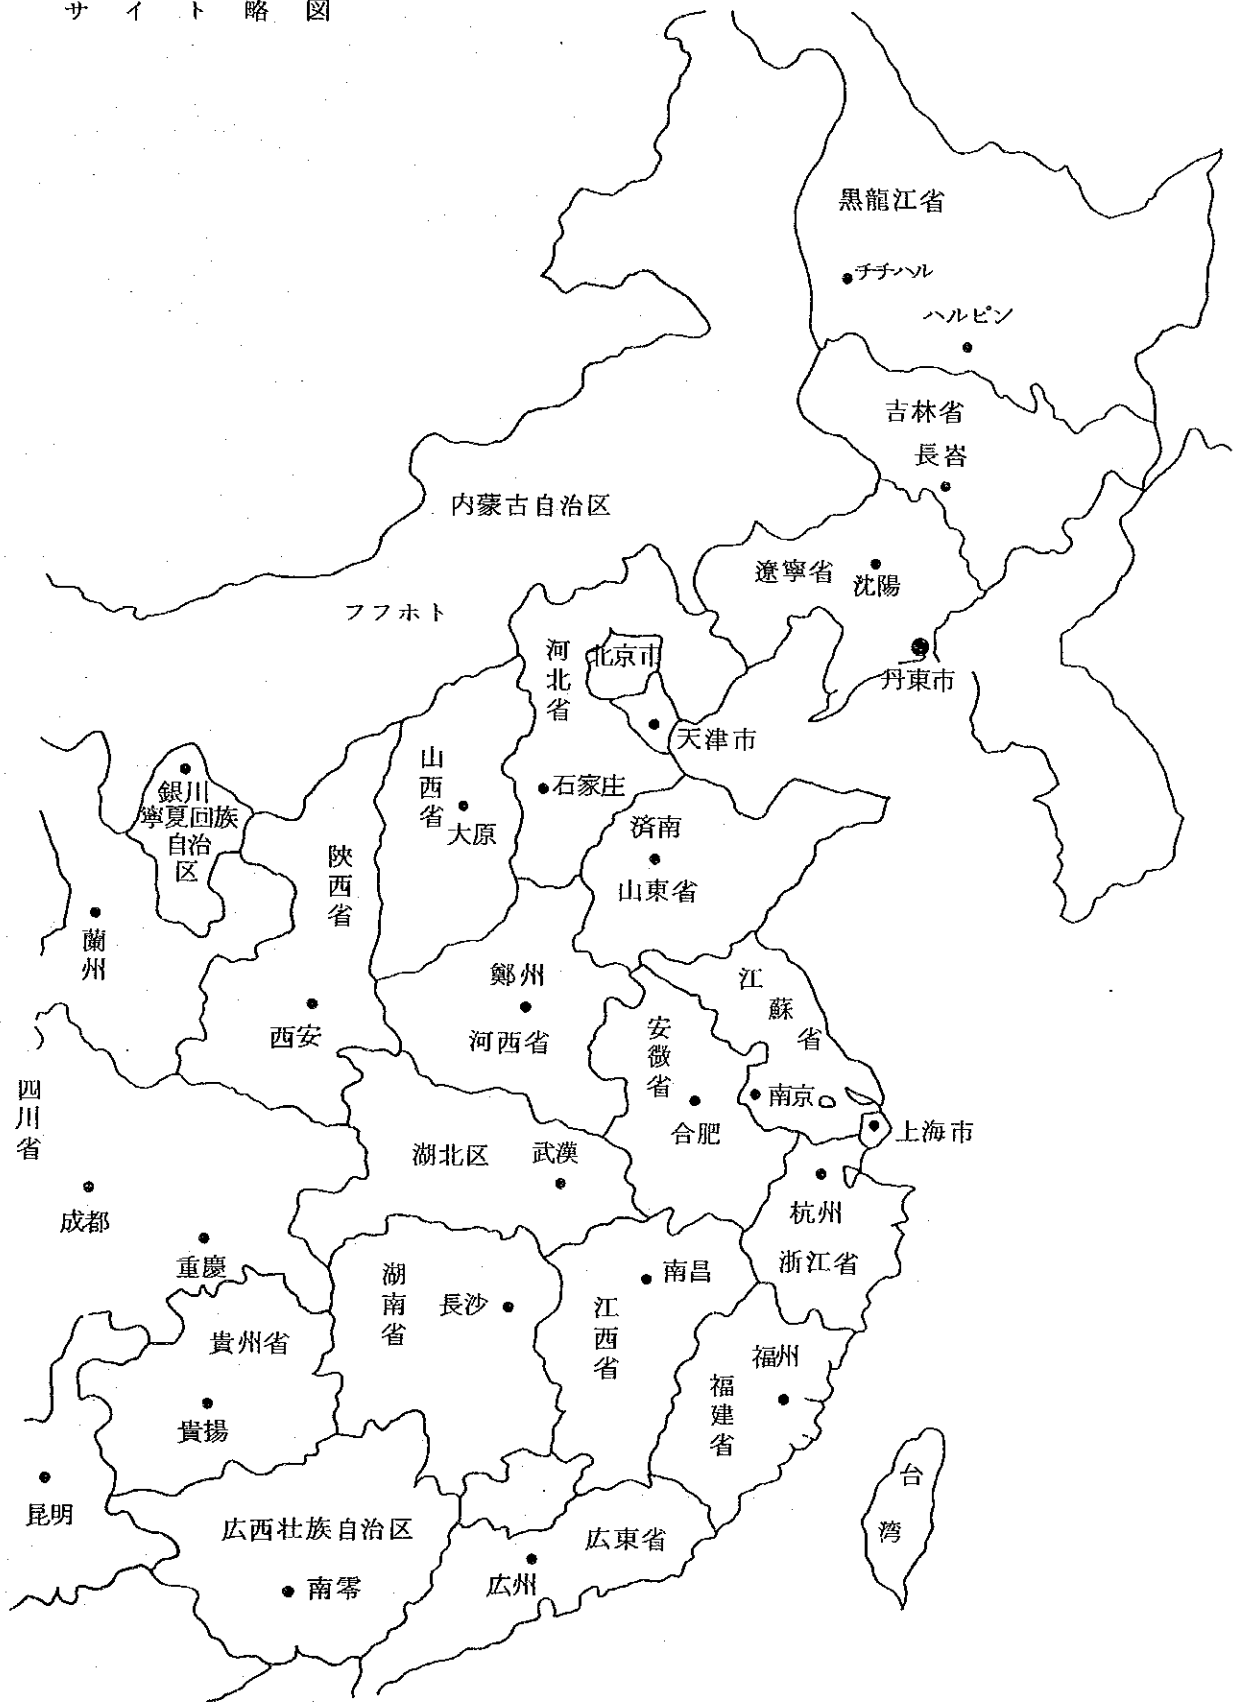 サイト略図
黒龍江省
チチハル
ハルピン
吉林省
長峇
内蒙古自治区
遼寧省
沈陽
フフホト
河北省
北京市
丹東市
天津市
山西省
石家庄
銀川
寧夏回族
自治
区
大原
済南
陝西省
山東省
蘭州
鄭州
江蘇省
西安
河西省
安徴省
四川省
南京
合肥
上海市
湖北区
武漢
成都
杭州
重慶
浙江省
湖南省
南昌
長沙
江西省
貴州省
福州
福建省
貴揚
台湾
昆明
広西壮族自治区
広東省
南零
広州